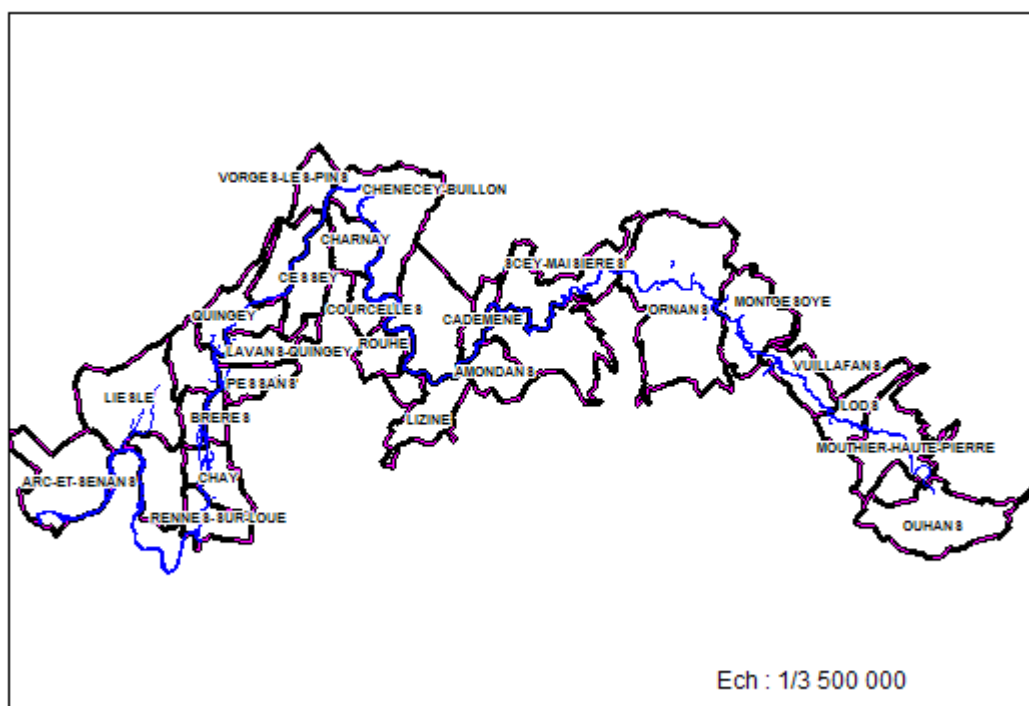 VORGES-LES-PINS
CHENECEY-BUILLON
CHARNAY
SCEY-MAISIERES
CESSEY
MONTGESOYE
COURCELLES
ORNANS
QUINGEY
CADEMENE
ROUHE
LAVANS-QUINGEY
VUILLAFANS
AMONDANS
PESSANS
LIESLE
LODS
BRERES
LIZINE
MOUTHIER-HAUTE-PIERRE
CHAY
ARC-ET-SENANS
RENNES-SUR-LOUE
OUHANS
Ech : 1/3 500 000